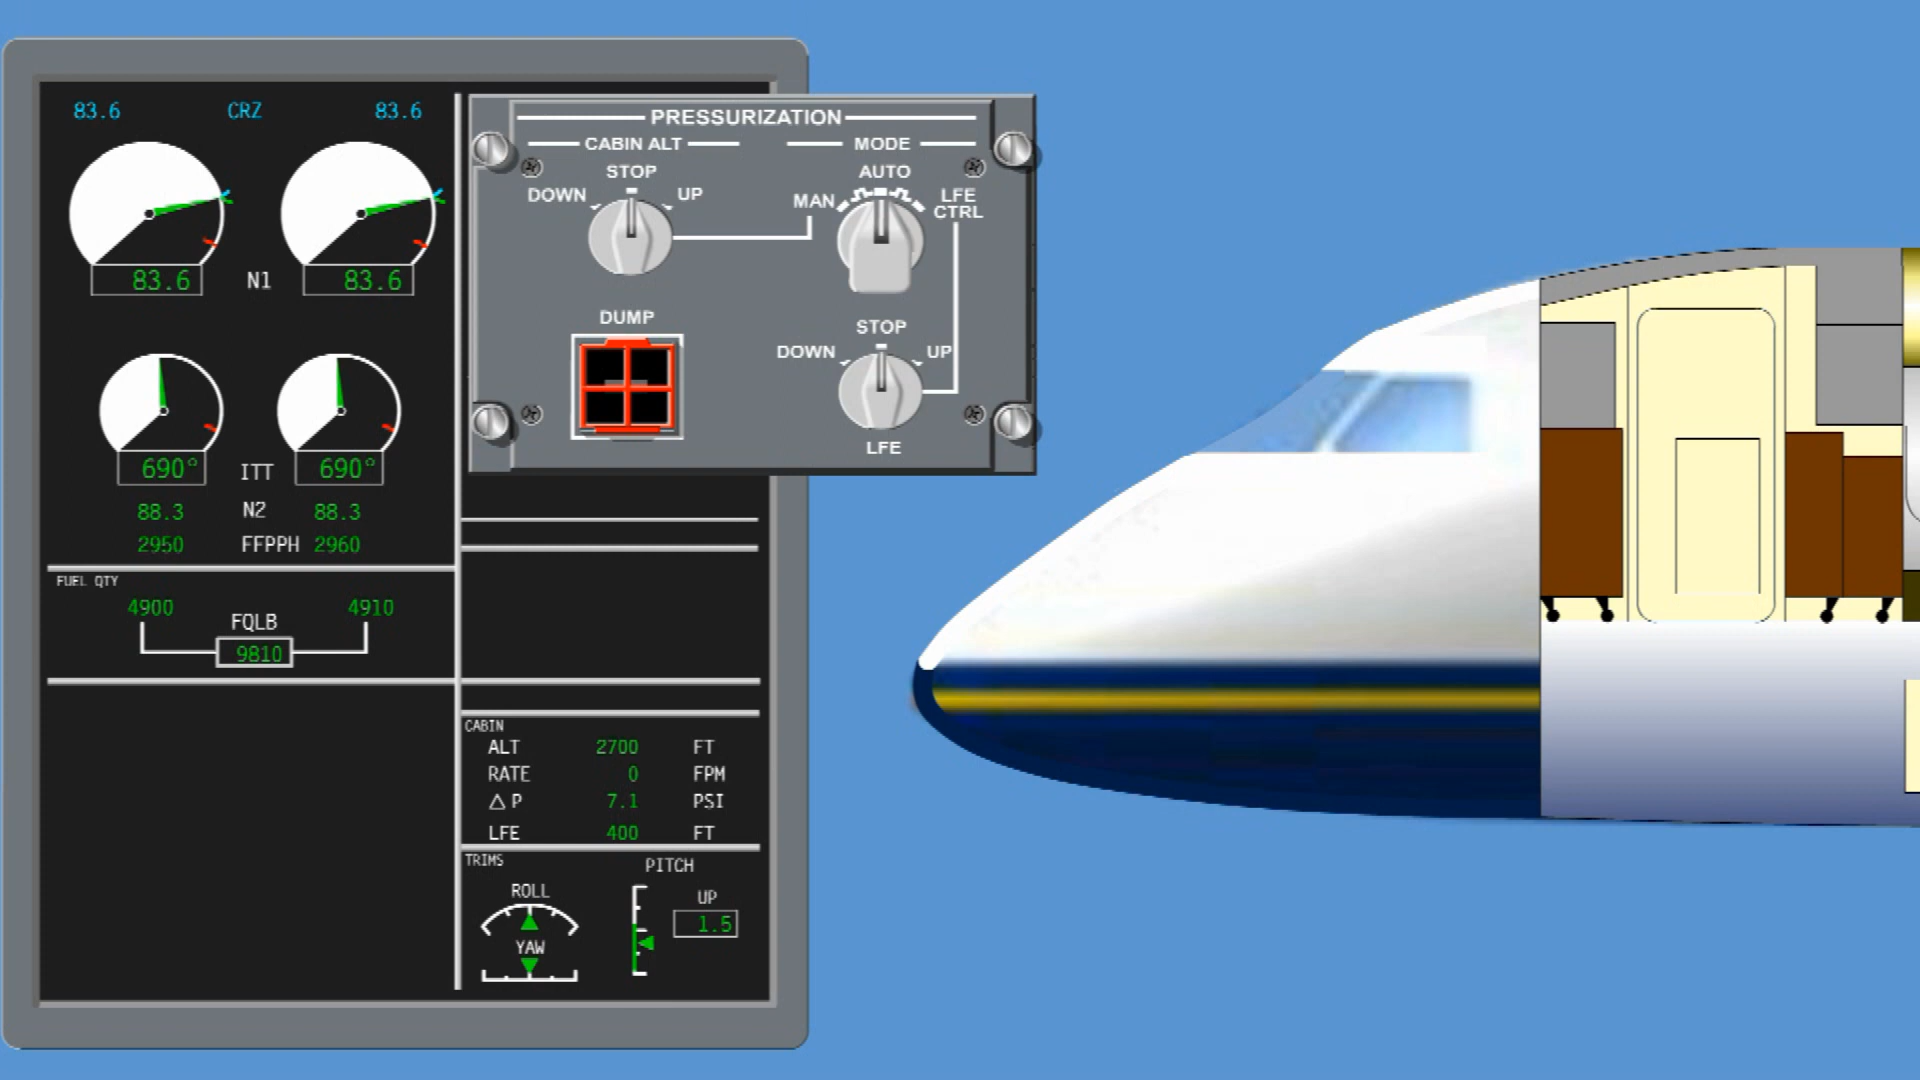 83.6 CRZ 83.6
83.6 N1 83.6
690° ITT 690°
88.3 N2 88.3
2950 FFPPH 2960
FUEL QTY
4900 4910
FQLB
9810
PRESSURIZATION
CABIN ALT MODE
STOP AUTO
DOWN UP MAN LFE
CTRL
DUMP STOP
DOWN UP
LFE
CABIN
ALT 2700 FT
RATE 0 FPM
△ P 7.1 PSI
LFE 400 FT
TRIMS
PITCH
ROLL UP
1.5
YAW